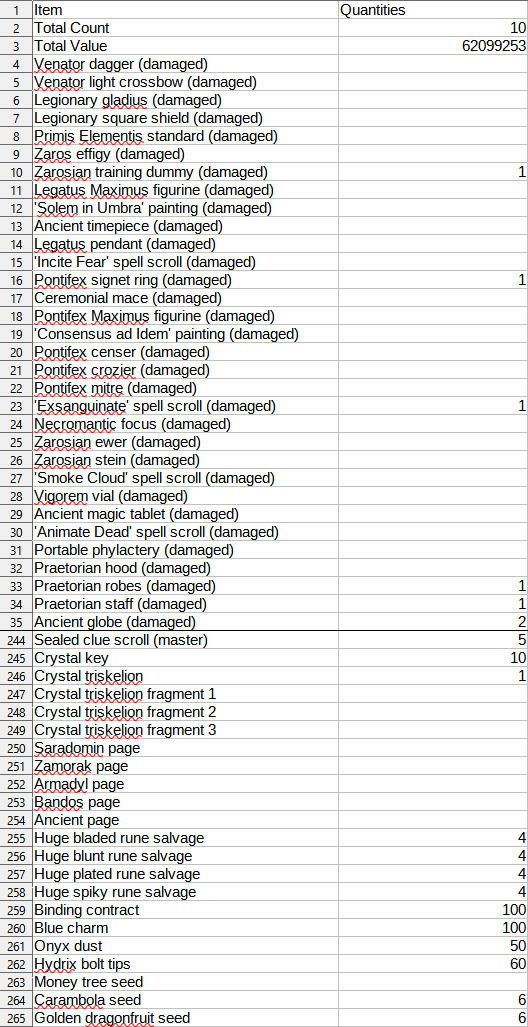 1 Item Quantities
2 Total Count 10
3 Total Value 62099253
4 Venator dagger (damaged)
5 Venator light crossbow (damaged)
6 Legionary gladius (damaged)
7 Legionary square shield (damaged)
8 Primis Elementis standard (damaged)
9 Zaros effigy (damaged)
10 Zarosian training dummy (damaged) 1
11 Legatus Maximus figurine (damaged)
12 'Solem in Umbra' painting (damaged)
13 Ancient timepiece (damaged)
14 Legatus pendant (damaged)
15 'Incite Fear' spell scroll (damaged)
16 Pontifex signet ring (damaged) 1
17 Ceremonial mace (damaged)
18 Pontifex Maximus figurine (damaged)
19 'Consensus ad Idem' painting (damaged)
20 Pontifex censer (damaged)
21 Pontifex crozier (damaged)
22 Pontifex mitre (damaged)
23 'Exsanguinate' spell scroll (damaged) 1
24 Necromantic focus (damaged)
25 Zarosian ewer (damaged)
26 Zarosian stein (damaged)
27 'Smoke Cloud' spell scroll (damaged)
28 Vigorem vial (damaged)
29 Ancient magic tablet (damaged)
30 'Animate Dead' spell scroll (damaged)
31 Portable phylactery (damaged)
32 Praetorian hood (damaged)
33 Praetorian robes (damaged) 1
34 Praetorian staff (damaged) 1
35 Ancient globe (damaged) 2
244 Sealed clue scroll (master) 5
245 Crystal key 10
246 Crystal triskelion 1
247 Crystal triskelion fragment 1
248 Crystal triskelion fragment 2
249 Crystal triskelion fragment 3
250 Saradomin page
251 Zamorak page
252 Armadyl page
253 Bandos page
254 Ancient page
255 Huge bladed rune salvage 4
256 Huge blunt rune salvage 4
257 Huge plated rune salvage 4
258 Huge spiky rune salvage 4
259 Binding contract 100
260 Blue charm 100
261 Onyx dust 50
262 Hydrix bolt tips 60
263 Money tree seed
264 Carambola seed 6
265 Golden dragonfruit seed 6